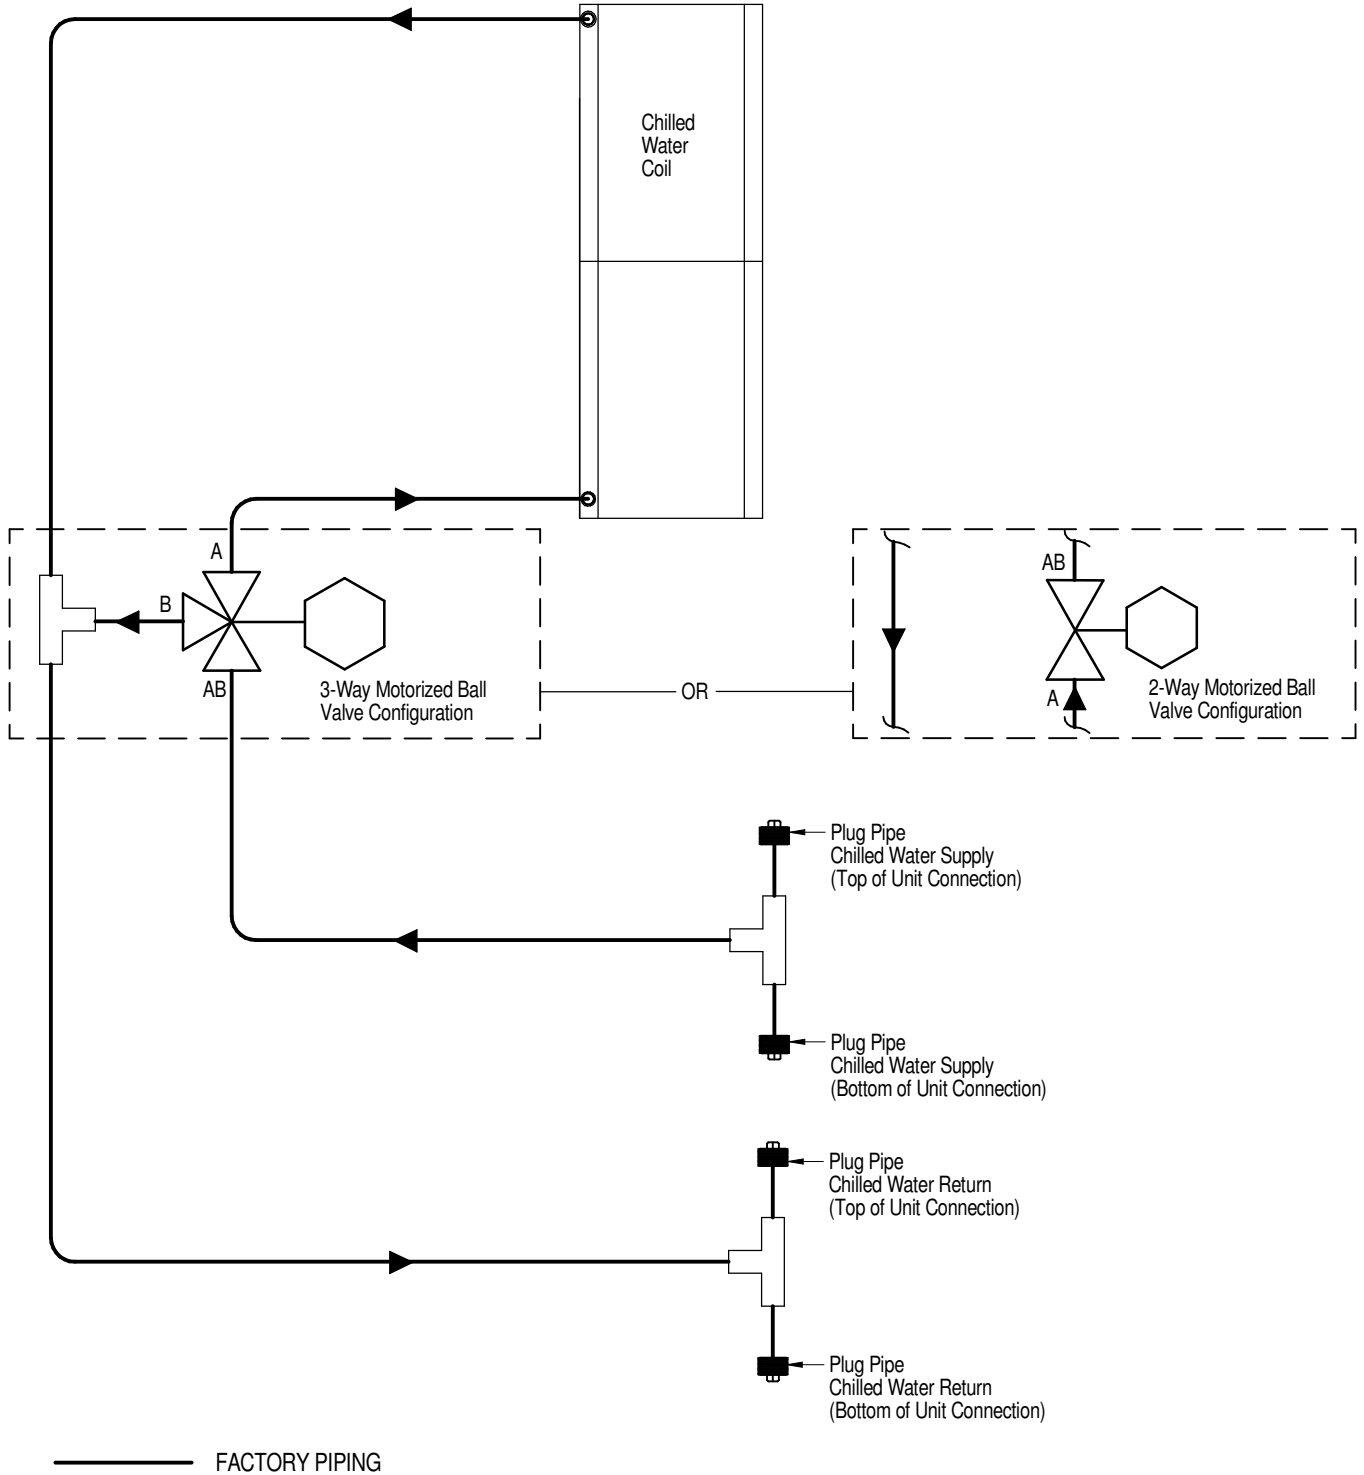 Chilled
Water
Coil
A
B
AB
3-Way Motorized Ball
Valve Configuration
OR
AB
A
2-Way Motorized Ball
Valve Configuration
Plug Pipe
Chilled Water Supply
(Top of Unit Connection)
Plug Pipe
Chilled Water Supply
(Bottom of Unit Connection)
Plug Pipe
Chilled Water Return
(Top of Unit Connection)
Plug Pipe
Chilled Water Return
(Bottom of Unit Connection)
FACTORY PIPING